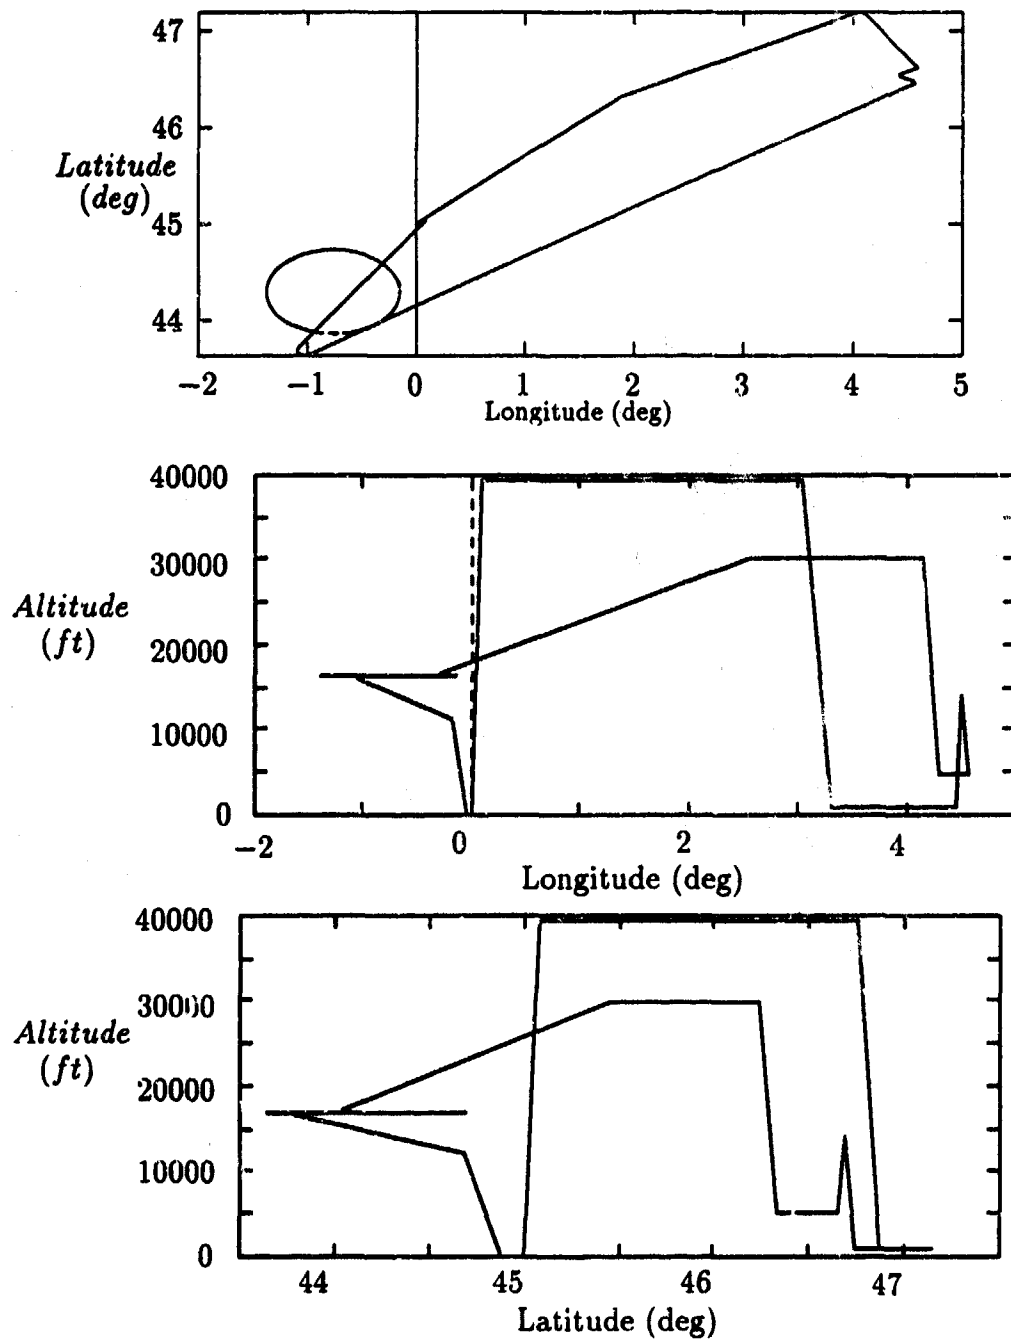 47
46
Latitude
(deg)
45
44
−2 −1 0 1 2 3 4 5
Longitude (deg)
40000
30000
Altitude
(ft)
20000
10000
0
−2 0 2 4
Longitude (deg)
40000
30000
Altitude
(ft)
20000
10000
0
44 45 46 47
Latitude (deg)